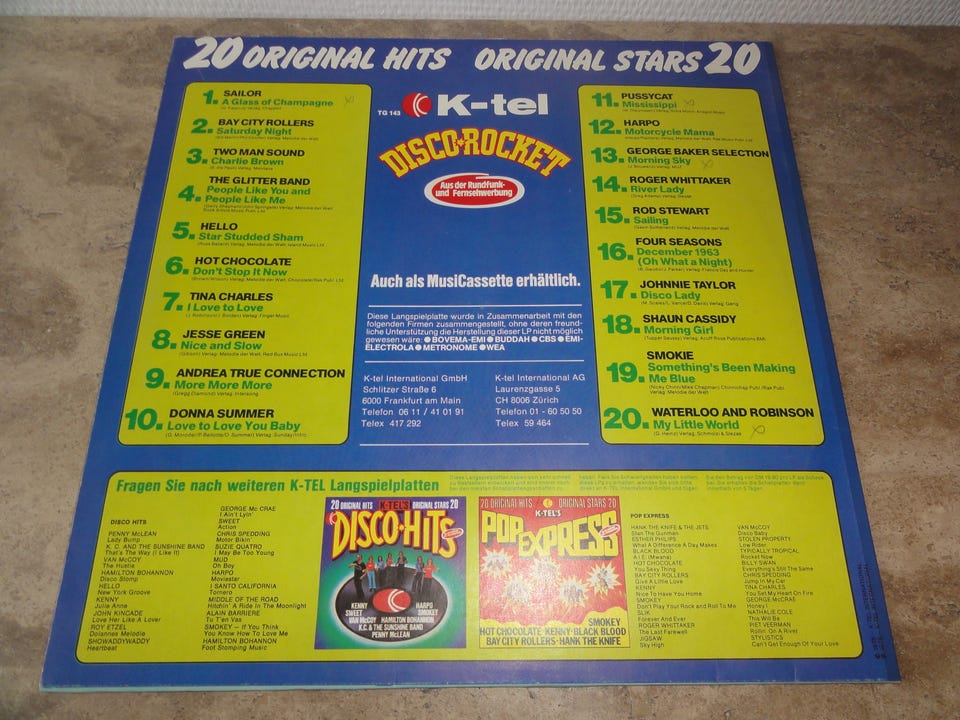 20 ORIGINAL HITS ORIGINAL STARS 20
1. SAILOR
A Glass of Champagne
2. BAY CITY ROLLERS
Saturday Night
3. TWO MAN SOUND
Charlie Brown
4. THE GLITTER BAND
People Like You and
People Like Me
5. HELLO
Star Studded Sham
6. HOT CHOCOLATE
Don't Stop It Now
7. TINA CHARLES
I Love to Love
8. JESSE GREEN
Nice and Slow
9. ANDREA TRUE CONNECTION
More More More
10. DONNA SUMMER
Love to Love You Baby
TG 143 K-tel
DISCO ROCKET
Aus der Rundfunk-
und Fernsehwerbung
Auch als MusiCassette erhältlich.
Diese Langspielplatte wurde in Zusammenarbeit mit den
folgenden Firmen zusammengestellt, ohne deren freund-
liche Unterstützung die Herstellung dieser LP nicht möglich
gewesen wäre: ● BOVEMA-EMI ● BUDDAH ● CBS ● EMI-
ELECTROLA ● METRONOME ● WEA
K-tel International GmbH
Schlitzer Straße 6
6000 Frankfurt am Main
Telefon 06 11 / 41 01 91
Telex 417 292
K-tel International AG
Laurenzgasse 5
CH 8006 Zürich
Telefon 01 - 60 50 50
Telex 59 464
11. PUSSYCAT
Mississippi
12. HARPO
Motorcycle Mama
13. GEORGE BAKER SELECTION
Morning Sky
14. ROGER WHITTAKER
River Lady
15. ROD STEWART
Sailing
16. FOUR SEASONS
December 1963
(Oh What a Night)
17. JOHNNIE TAYLOR
Disco Lady
18. SHAUN CASSIDY
Morning Girl
19. SMOKIE
Something's Been Making
Me Blue
20. WATERLOO AND ROBINSON
My Little World
Fragen Sie nach weiteren K-TEL Langspielplatten
DISCO HITS
PENNY McLEAN
Lady Bump
K. C. AND THE SUNSHINE BAND
That's The Way (I Like It)
VAN McCOY
The Hustle
HAMILTON BOHANNON
Disco Stomp
HELLO
New York Groove
KENNY
Julie Anne
JOHN KINCADE
Love Her Like A Lover
ROY ETZEL
Dolannes Melodie
SHOWADDYWADDY
Heartbeat
GEORGE Mc CRAE
I Ain't Lyin'
SWEET
Action
CHRIS SPEDDING
Motor Bikin'
SUZIE QUATRO
I May Be Too Young
MUD
Oh Boy
HARPO
Moviestar
I SANTO CALIFORNIA
Tornero
MIDDLE OF THE ROAD
Hitchin' A Ride In The Moonlight
ALAIN BARRIERE
Tu T'en Vas
SMOKEY – If You Think
You Know How To Love Me
HAMILTON BOHANNON
Foot Stomping Music
20 ORIGINAL HITS K-TEL'S ORIGINAL STARS 20
DISCO HITS
KENNY
SWEET
VAN McCOY
K.C. & THE SUNSHINE BAND
PENNY McLEAN
HARPO
SMOKEY
HAMILTON BOHANNON
20 ORIGINAL HITS ORIGINAL STARS 20
K-TEL'S
POP EXPRESS
SMOKEY
HOT CHOCOLATE·KENNY·BLACK BLOOD
BAY CITY ROLLERS·HANK THE KNIFE
POP EXPRESS
HANK THE KNIFE & THE JETS
Stan The Gunman
ESTHER PHILIPS
What A Difference A Day Makes
BLACK BLOOD
A.I.E. (Mwana)
HOT CHOCOLATE
You Sexy Thing
BAY CITY ROLLERS
Give A Little Love
KENNY
Nice To Have You Home
SMOKEY
Don't Play Your Rock and Roll To Me
SLIK
Forever And Ever
ROGER WHITTAKER
The Last Farewell
JIGSAW
Sky High
VAN McCOY
Disco Baby
STOLEN PROPERTY
Low Rider
TYPICALLY TROPICAL
Rocket Now
BILLY SWAN
Everything's Still The Same
CHRIS SPEDDING
Jump In My Car
TINA CHARLES
You Set My Heart On Fire
GEORGE McCRAE
Honey I
NATHALIE COLE
This Will Be
PIET VEERMAN
Rollin' On A River
STYLISTICS
Can't Get Enough Of Your Love